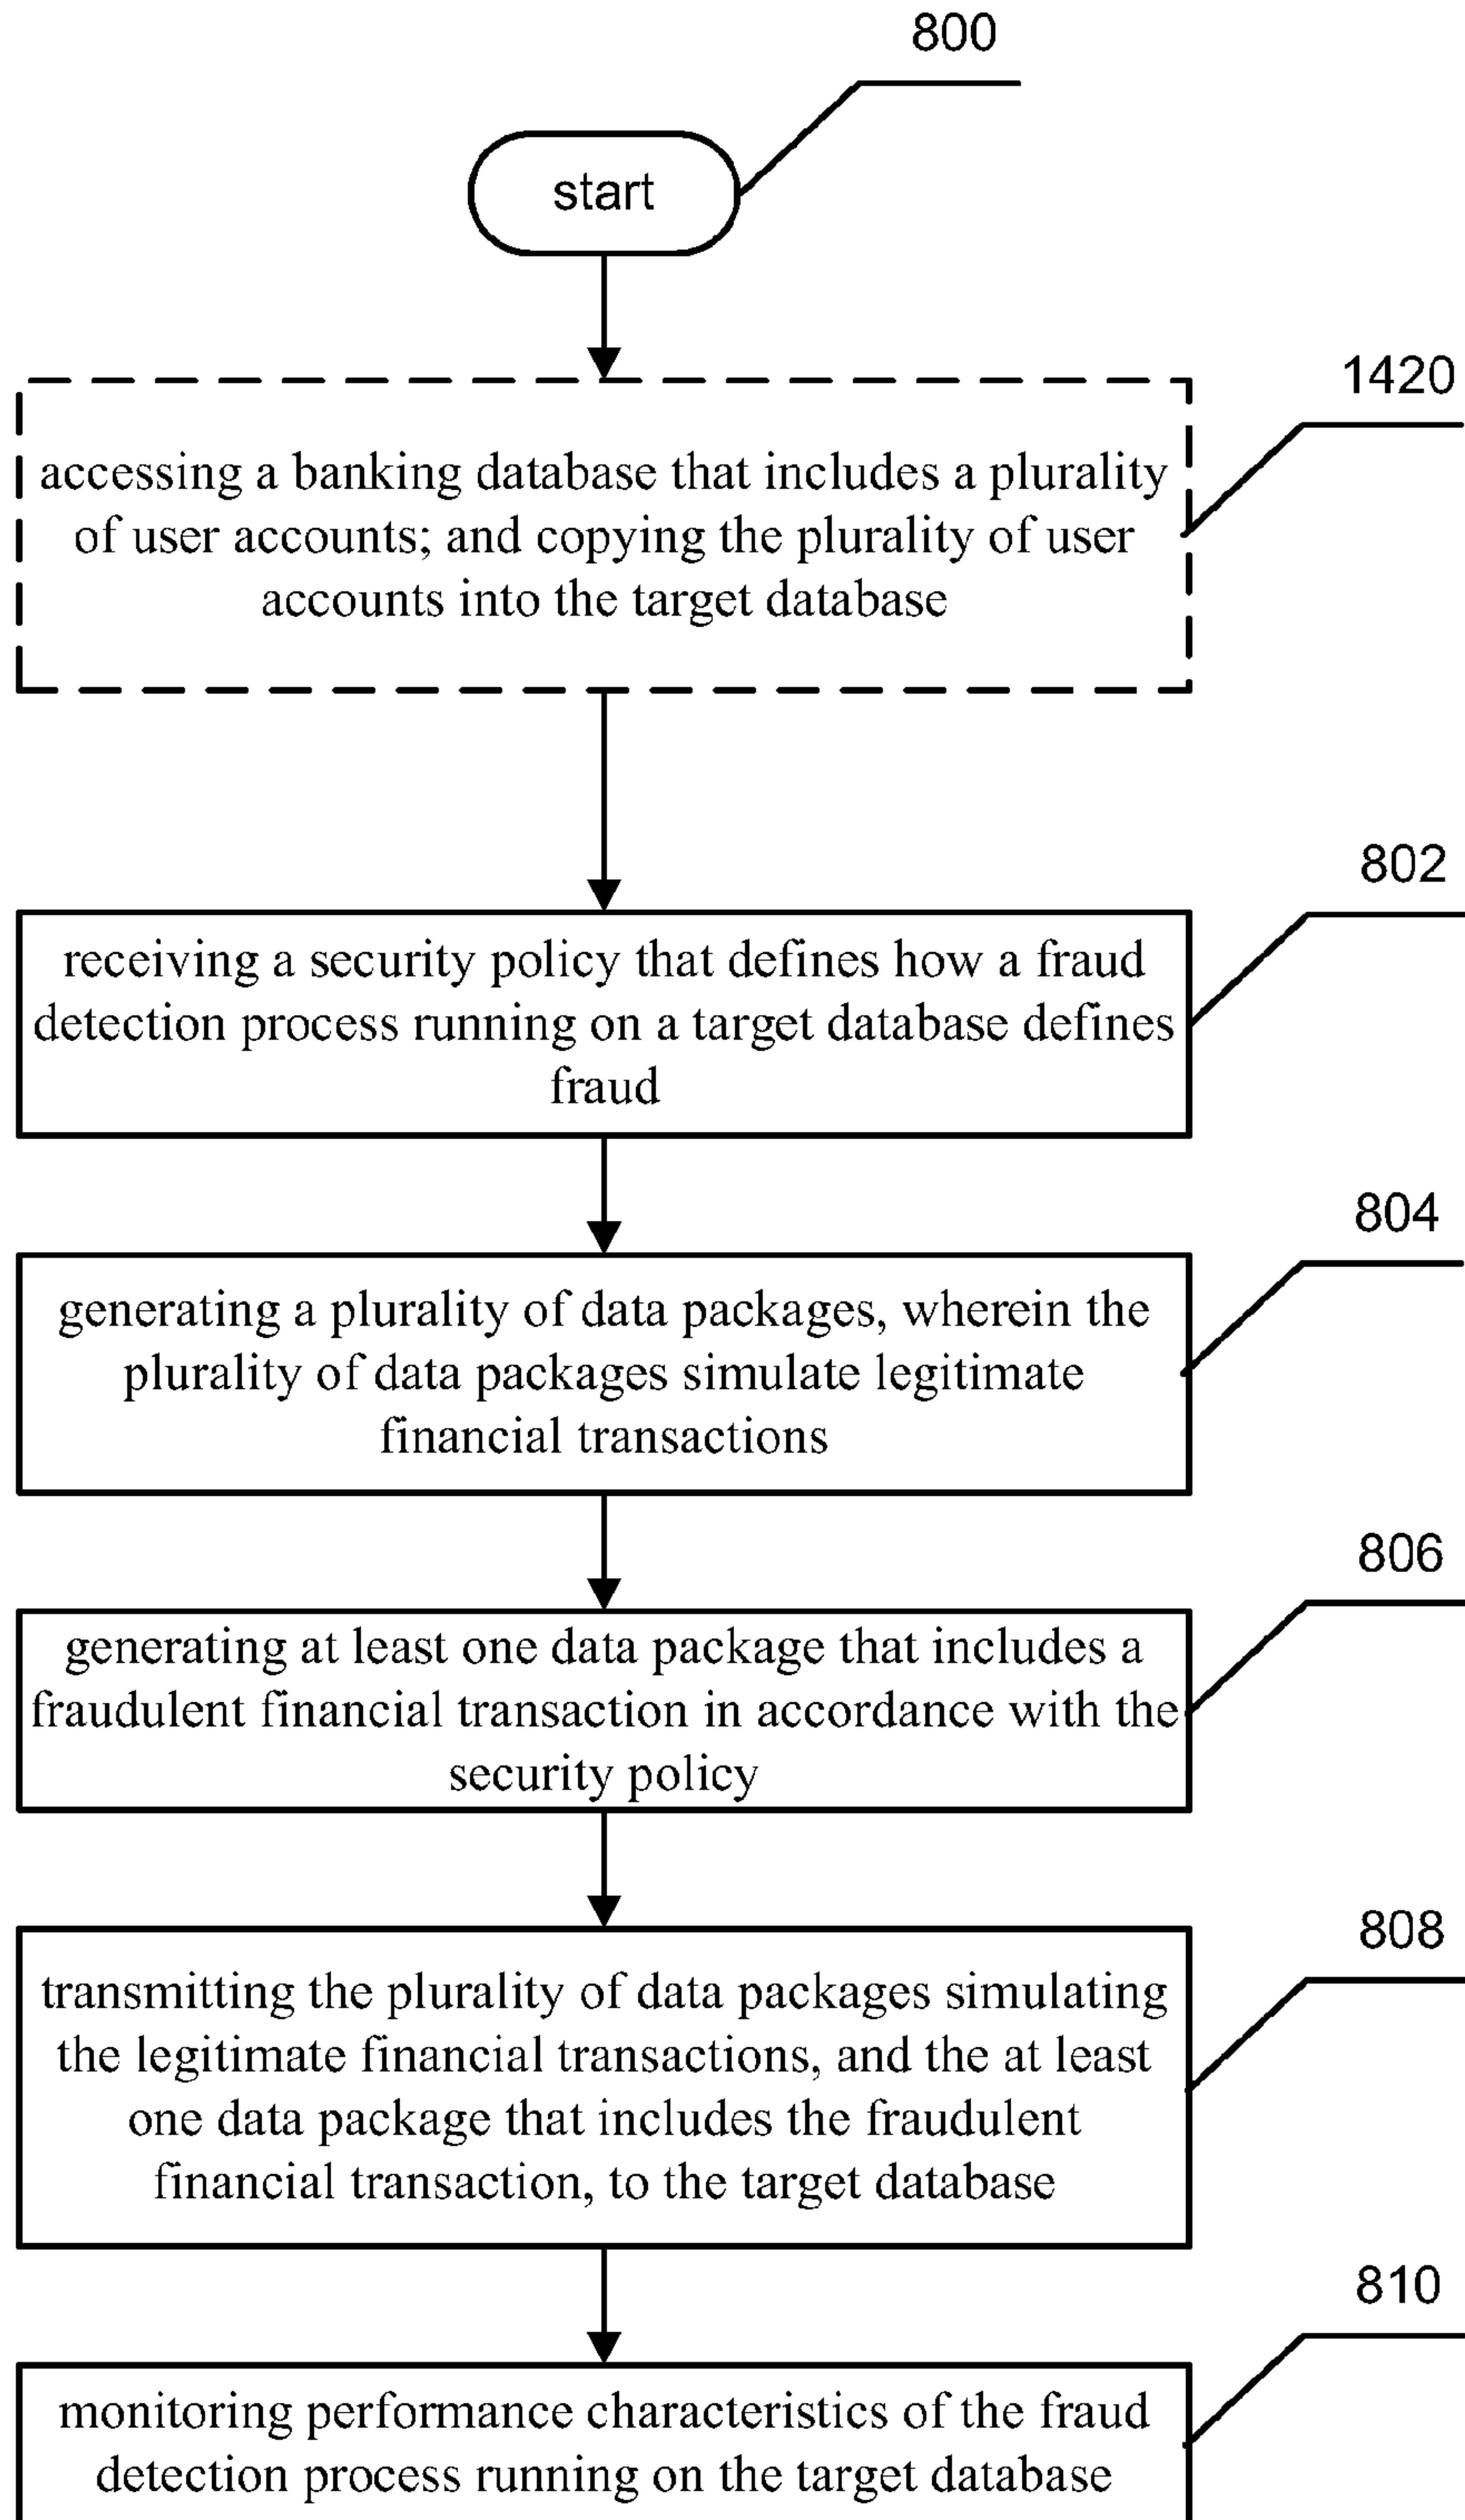 800
start
1420
accessing a banking database that includes a plurality
of user accounts; and copying the plurality of user
accounts into the target database
802
receiving a security policy that defines how a fraud
detection process running on a target database defines
fraud
804
generating a plurality of data packages, wherein the
plurality of data packages simulate legitimate
financial transactions
806
generating at least one data package that includes a
fraudulent financial transaction in accordance with the
security policy
808
transmitting the plurality of data packages simulating
the legitimate financial transactions, and the at least
one data package that includes the fraudulent
financial transaction, to the target database
810
monitoring performance characteristics of the fraud
detection process running on the target database